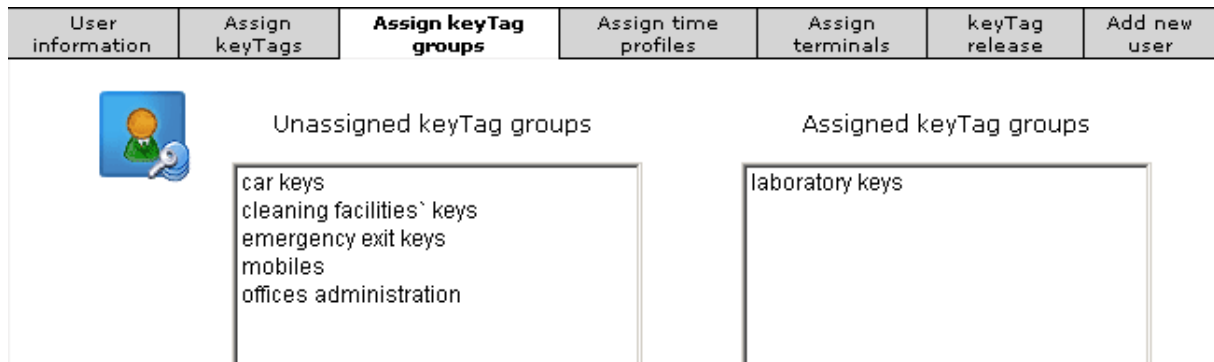 User information
Assign keyTags
Assign keyTag groups
Assign time profiles
Assign terminals
keyTag release
Add new user
Unassigned keyTag groups
Assigned keyTag groups
car keys
cleaning facilities` keys
emergency exit keys
mobiles
offices administration
laboratory keys